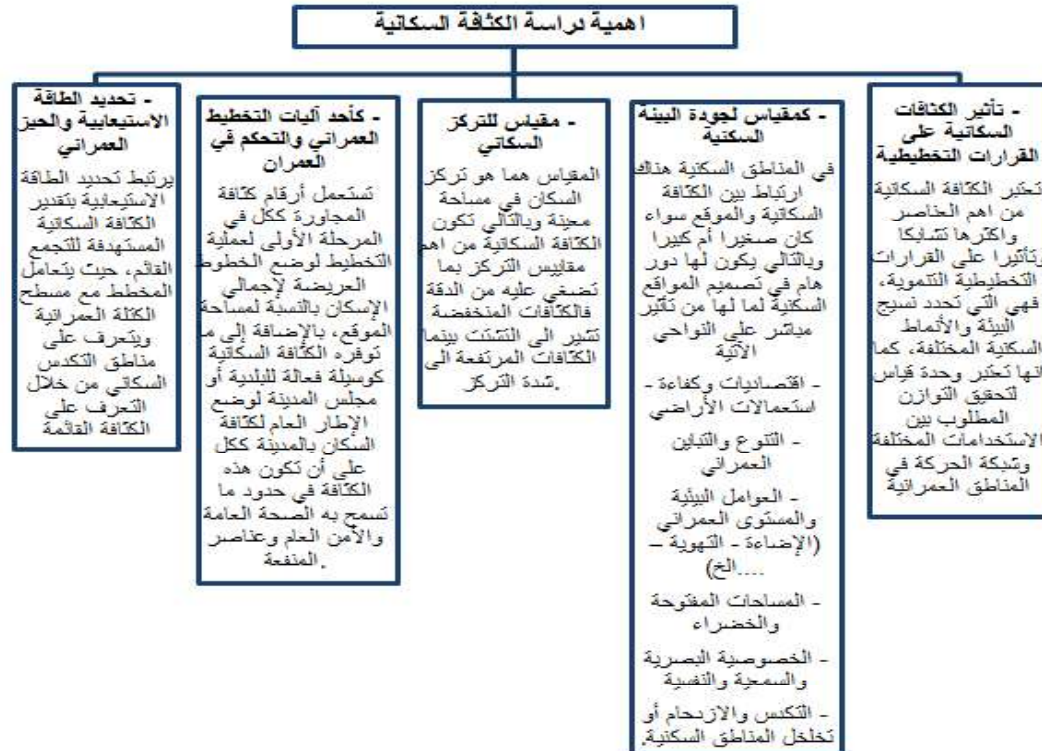 اهمية دراسة الكثافة السكانية
- تأثير الكثافات
السكانية على
القرارات التخطيطية
تعتبر الكثافة السكانية
من اهم العناصر
واكثرها تشابكا
وتأثيرا على القرارات
التخطيطية التنموية،
فهي التي تحدد نسيج
البيئة والأنماط
السكنية المختلفة، كما
انها تعتبر وحدة قياس
لتحقيق التوازن
المطلوب بين
الاستخدامات المختلفة
وشبكة الحركة في
المناطق العمرانية
- كمقياس لجودة البيئة
السكنية
في المناطق السكنية هناك
ارتباط بين الكثافة
السكانية والموقع سواء
كان صغيرا أم كبيرا
وبالتالي يكون لها دور
هام في تصميم المواقع
السكنية لما لها من تأثير
مباشر على النواحي
الآتية
- اقتصاديات وكفاءة
استعمالات الأراضي
- التنوع والتباين
العمراني
- العوامل البيئية
والمستوى العمراني
(الإضاءة - التهوية –
....الخ)
- المساحات المفتوحة
والخضراء
- الخصوصية البصرية
والسمعية والنفسية
- التكدس والازدحام أو
تخلخل المناطق السكنية.
- مقياس للتركز
السكاني
المقياس هما هو تركز
السكان في مساحة
معينة وبالتالي تكون
الكثافة السكانية من اهم
مقاييس التركز بما
تضفي عليه من الدقة
فالكثافات المنخفضة
تشير الى التشتت بينما
الكثافات المرتفعة الى
شدة التركز.
- كأحد آليات التخطيط
العمراني والتحكم في
العمران
تستعمل أرقام كثافة
المجاورة ككل في
المرحلة الأولى لعملية
التخطيط لوضع الخطوط
العريضة لإجمالي
الإسكان بالنسبة لمساحة
الموقع، بالإضافة إلى ما
توفره الكثافة السكانية
كوسيلة فعالة للبلدية أو
مجلس المدينة لوضع
الإطار العام لكثافة
السكان بالمدينة ككل
على أن تكون هذه
الكثافة في حدود ما
تسمح به الصحة العامة
والأمن العام وعناصر
المنفعة.
- تحديد الطاقة
الاستيعابية والحيز
العمراني
يرتبط تحديد الطاقة
الاستيعابية بتقدير
الكثافة السكانية
المستهدفة للتجمع
القائم، حيث يتعامل
المخطط مع مسطح
الكتلة العمرانية
ويتعرف على
مناطق التكدس
السكاني من خلال
التعرف على
الكثافة القائمة